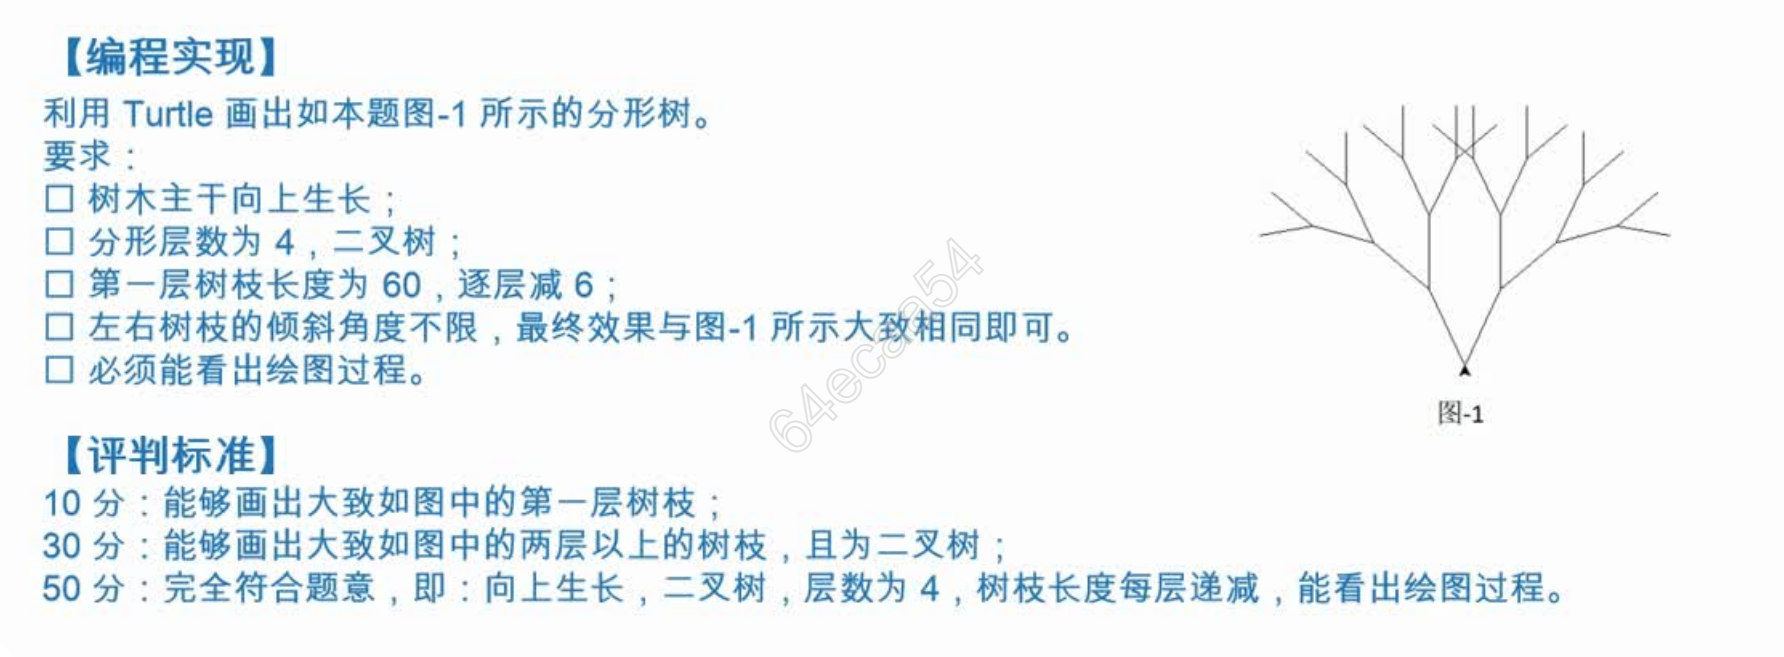 【编程实现】
利用 Turtle 画出如本题图-1 所示的分形树。
要求：
□ 树木主干向上生长；
□ 分形层数为 4，二叉树；
□ 第一层树枝长度为 60，逐层减 6；
□ 左右树枝的倾斜角度不限，最终效果与图-1 所示大致相同即可。
□ 必须能看出绘图过程。
图-1
64ecaa54
【评判标准】
10 分：能够画出大致如图中的第一层树枝；
30 分：能够画出大致如图中的两层以上的树枝，且为二叉树；
50 分：完全符合题意，即：向上生长，二叉树，层数为 4，树枝长度每层递减，能看出绘图过程。